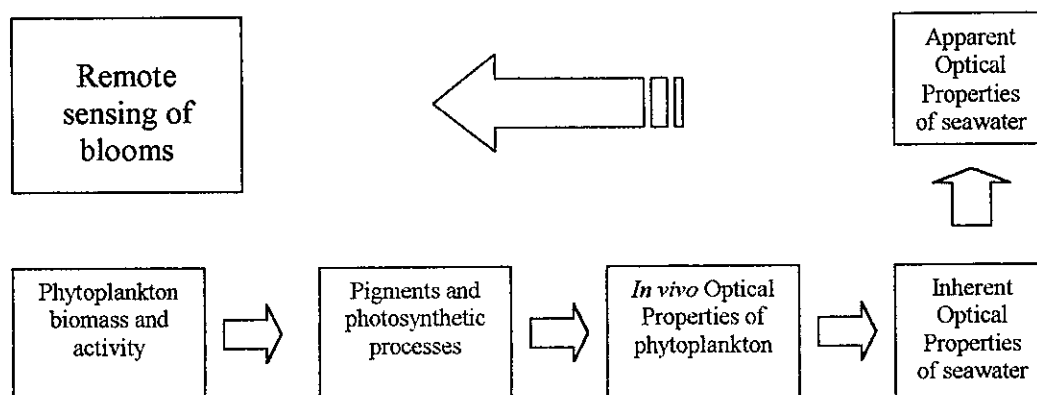 Remote
sensing of
blooms
Apparent
Optical
Properties
of seawater
Phytoplankton
biomass and
activity
Pigments and
photosynthetic
processes
In vivo Optical
Properties of
phytoplankton
Inherent
Optical
Properties
of seawater